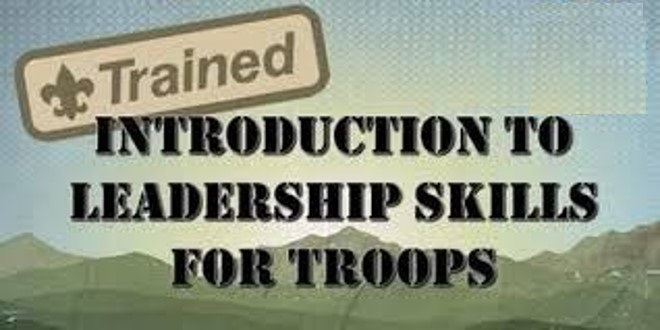 Trained
INTRODUCTION TO
LEADERSHIP SKILLS
FOR TROOPS